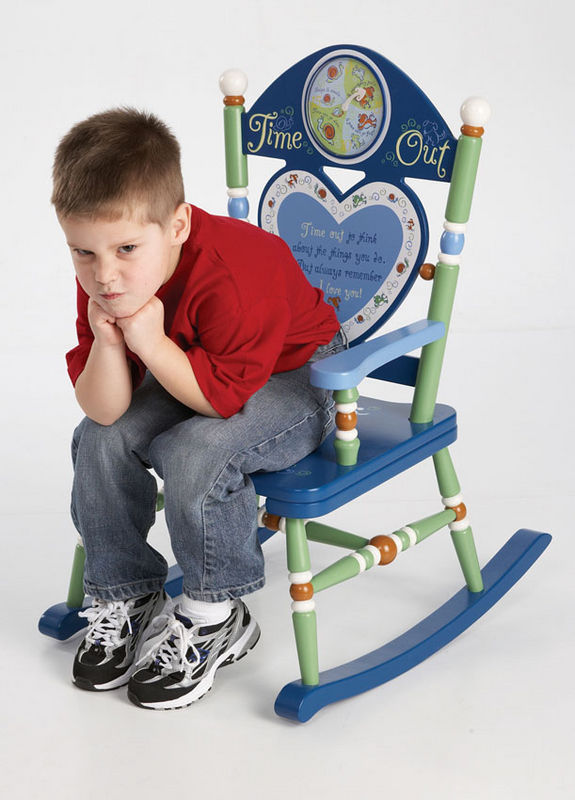 Time Out
Time out to think
about the things you do.
But always remember
I love you!